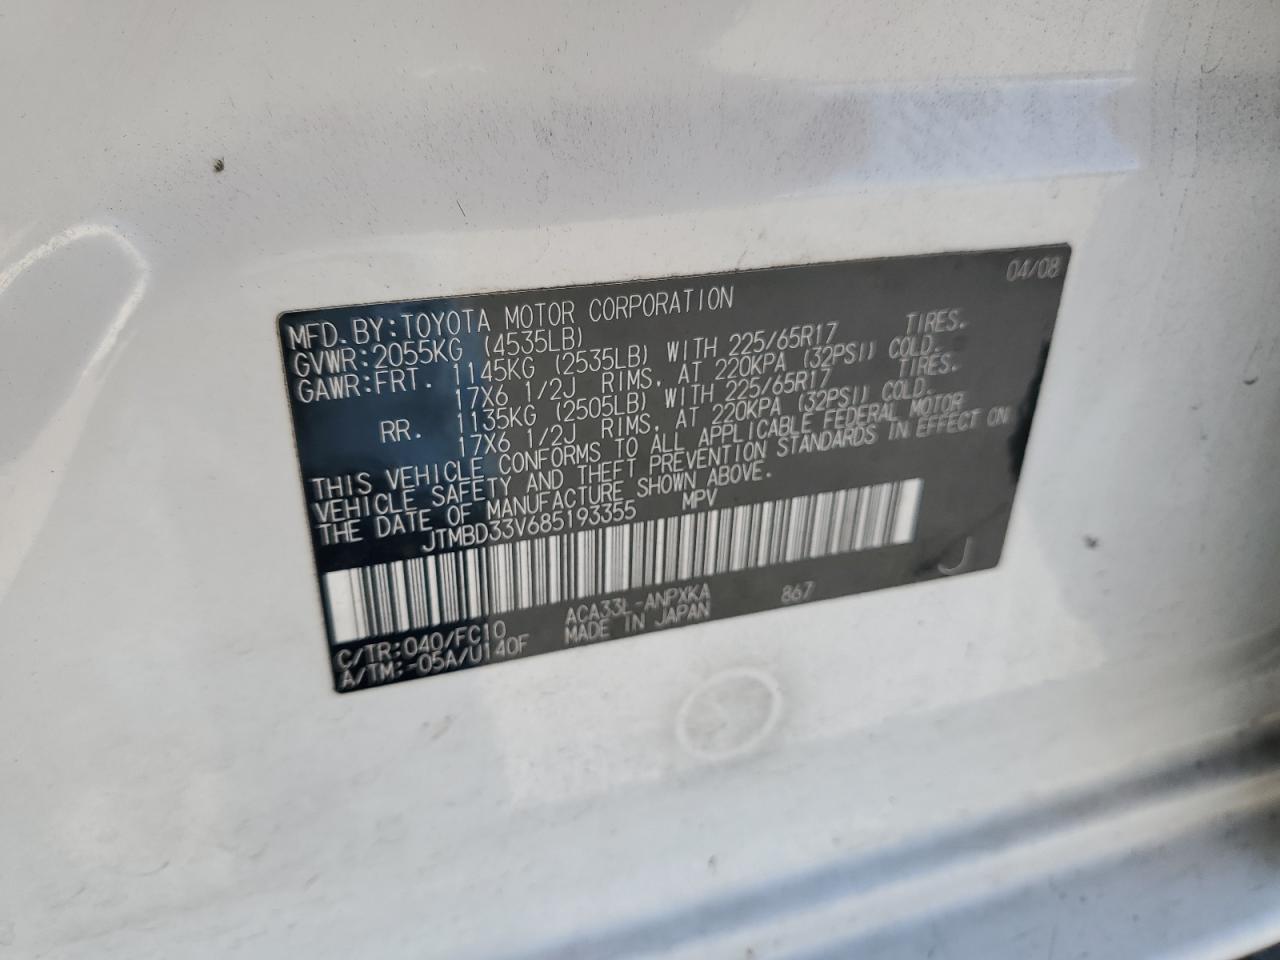 04/08
MFD.BY:TOYOTA MOTOR CORPORATION
GVWR:2055KG (4535LB)
GAWR:FRT. 1145KG (2535LB) WITH 225/65R17 TIRES.
17X6 1/2J RIMS, AT 220KPA (32PSI) COLD.
RR. 1135KG (2505LB) WITH 225/65R17 TIRES.
17X6 1/2J RIMS, AT 220KPA (32PSI) COLD.
THIS VEHICLE CONFORMS TO ALL APPLICABLE FEDERAL MOTOR
VEHICLE SAFETY AND THEFT PREVENTION STANDARDS IN EFFECT ON
THE DATE OF MANUFACTURE SHOWN ABOVE.
JTMBD33V685193355 MPV
J
C/TR:040/FC10 ACA33L-ANPXKA 867
A/TM:-05A/U140F MADE IN JAPAN